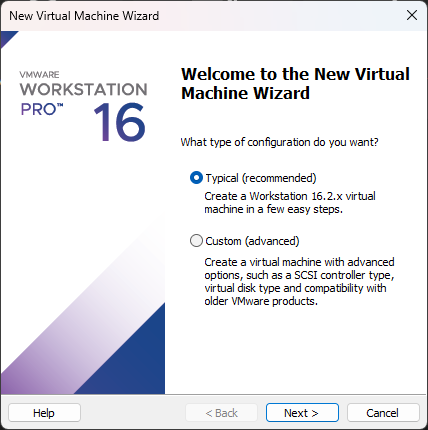 New Virtual Machine Wizard
VMWARE
WORKSTATION
PRO™
16
Welcome to the New Virtual
Machine Wizard
What type of configuration do you want?
Typical (recommended)
Create a Workstation 16.2.x virtual
machine in a few easy steps.
Custom (advanced)
Create a virtual machine with advanced
options, such as a SCSI controller type,
virtual disk type and compatibility with
older VMware products.
Help
< Back
Next >
Cancel